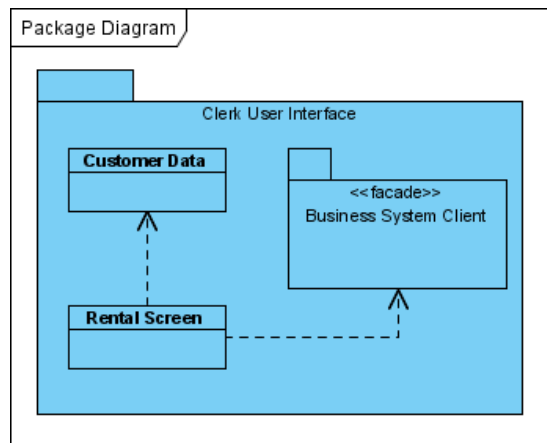 Package Diagram
Clerk User Interface
Customer Data
<<facade>>
Business System Client
Rental Screen